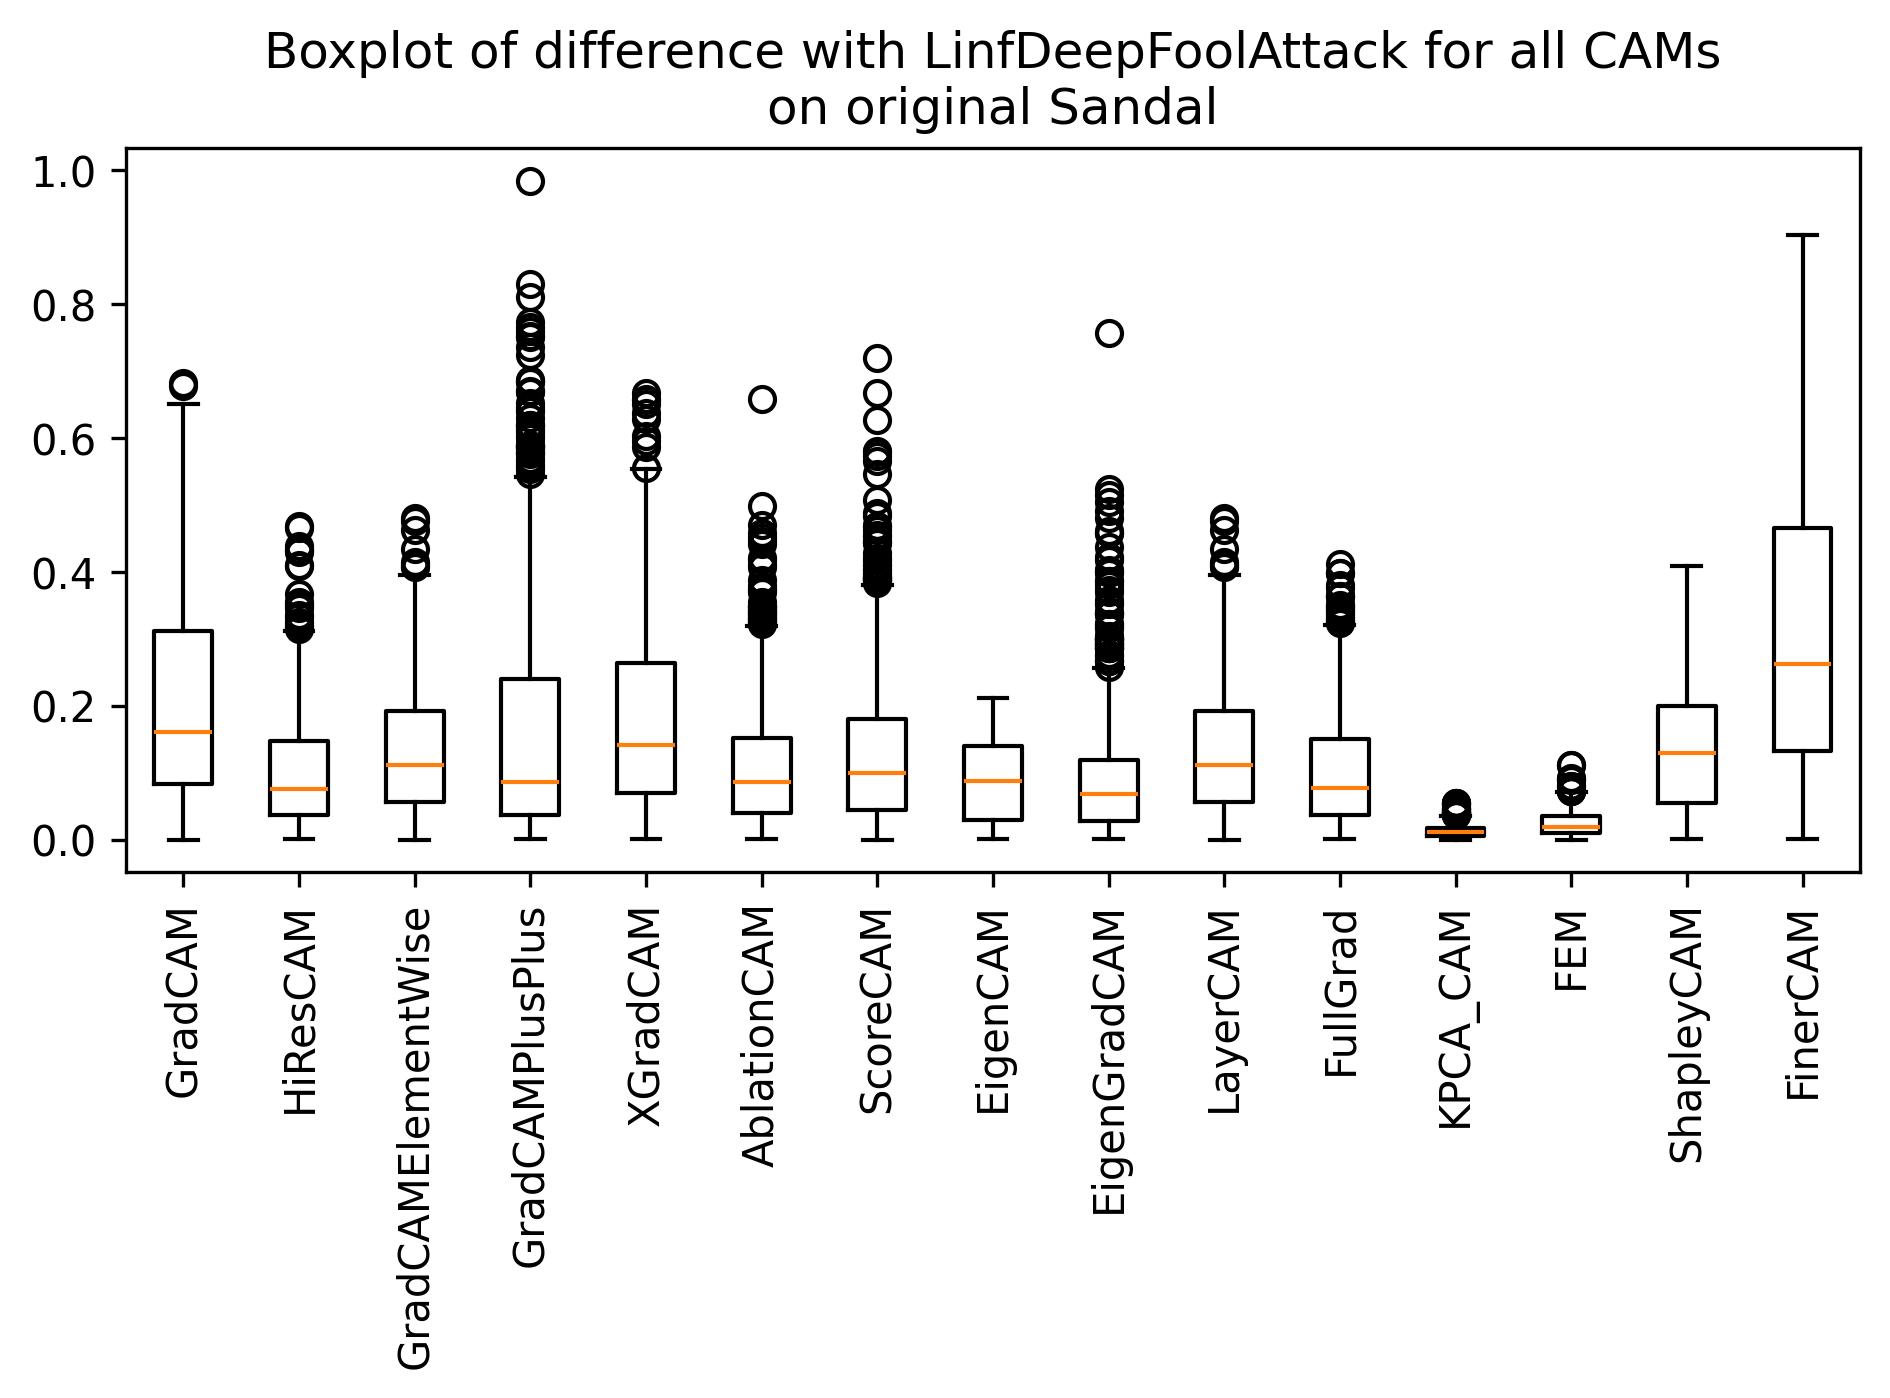 Boxplot of difference with LinfDeepFoolAttack for all CAMs
on original Sandal
1.0
0.8
0.6
0.4
0.2
0.0
GradCAM
HiResCAM
GradCAMElementWise
GradCAMPlusPlus
XGradCAM
AblationCAM
ScoreCAM
EigenCAM
EigenGradCAM
LayerCAM
FullGrad
KPCA_CAM
FEM
ShapleyCAM
FinerCAM